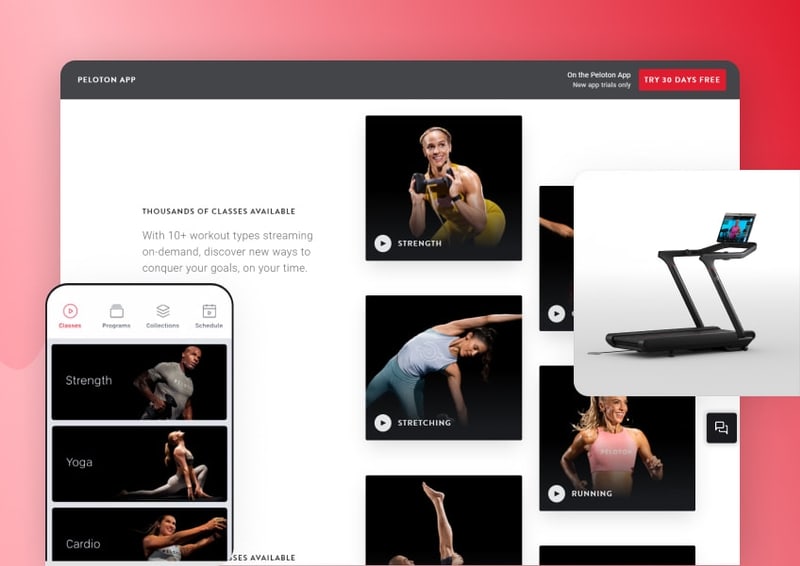 PELOTON APP
On the Peloton App
New app trials only
TRY 30 DAYS FREE
THOUSANDS OF CLASSES AVAILABLE
With 10+ workout types streaming
on-demand, discover new ways to
conquer your goals, on your time.
STRENGTH
STRETCHING
RUNNING
PELOTON
Classes
Programs
Collections
Schedule
Strength
Yoga
Cardio
SSES AVAILABLE